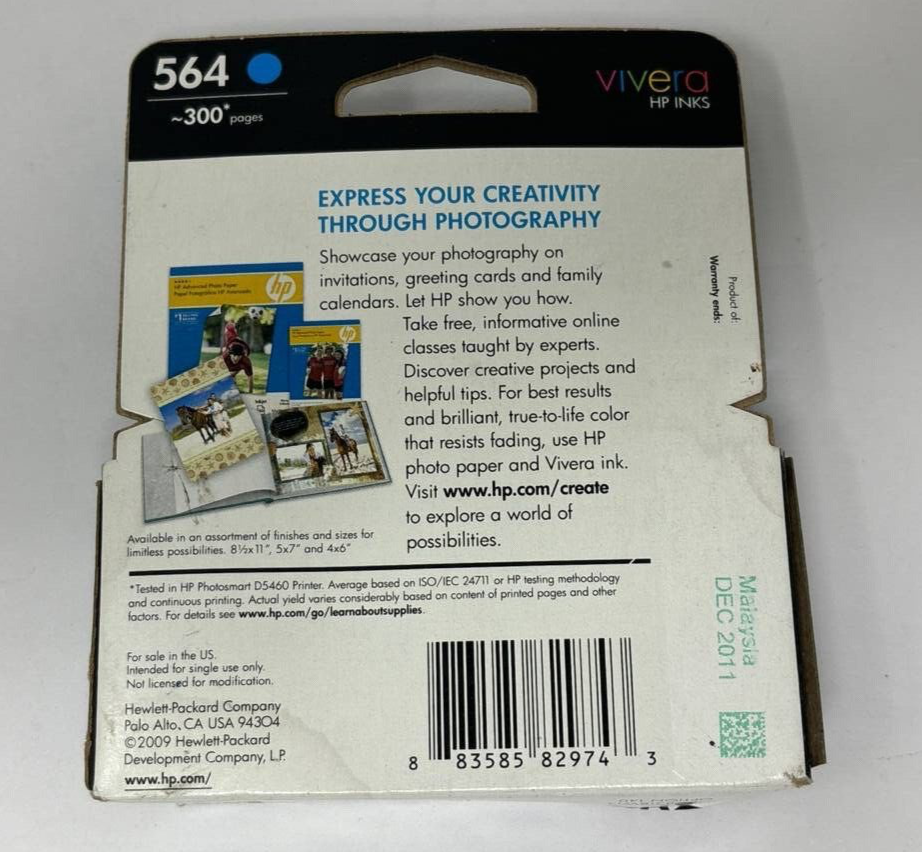 564
~300* pages
vivera
HP INKS
EXPRESS YOUR CREATIVITY
THROUGH PHOTOGRAPHY
Showcase your photography on
invitations, greeting cards and family
calendars. Let HP show you how.
Take free, informative online
classes taught by experts.
Discover creative projects and
helpful tips. For best results
and brilliant, true-to-life color
that resists fading, use HP
photo paper and Vivera ink.
Visit www.hp.com/create
to explore a world of
possibilities.
HP Advanced Photo Paper
hp
hp
Available in an assortment of finishes and sizes for
limitless possibilities. 8½x11", 5x7" and 4x6"
Product of:
Warranty ends:
*Tested in HP Photosmart D5460 Printer. Average based on ISO/IEC 24711 or HP testing methodology
and continuous printing. Actual yield varies considerably based on content of printed pages and other
factors. For details see www.hp.com/go/learnaboutsupplies.
Malaysia
DEC 2011
For sale in the US.
Intended for single use only.
Not licensed for modification.
Hewlett-Packard Company
Palo Alto, CA USA 94304
©2009 Hewlett-Packard
Development Company, L.P.
www.hp.com/
8 83585 82974 3